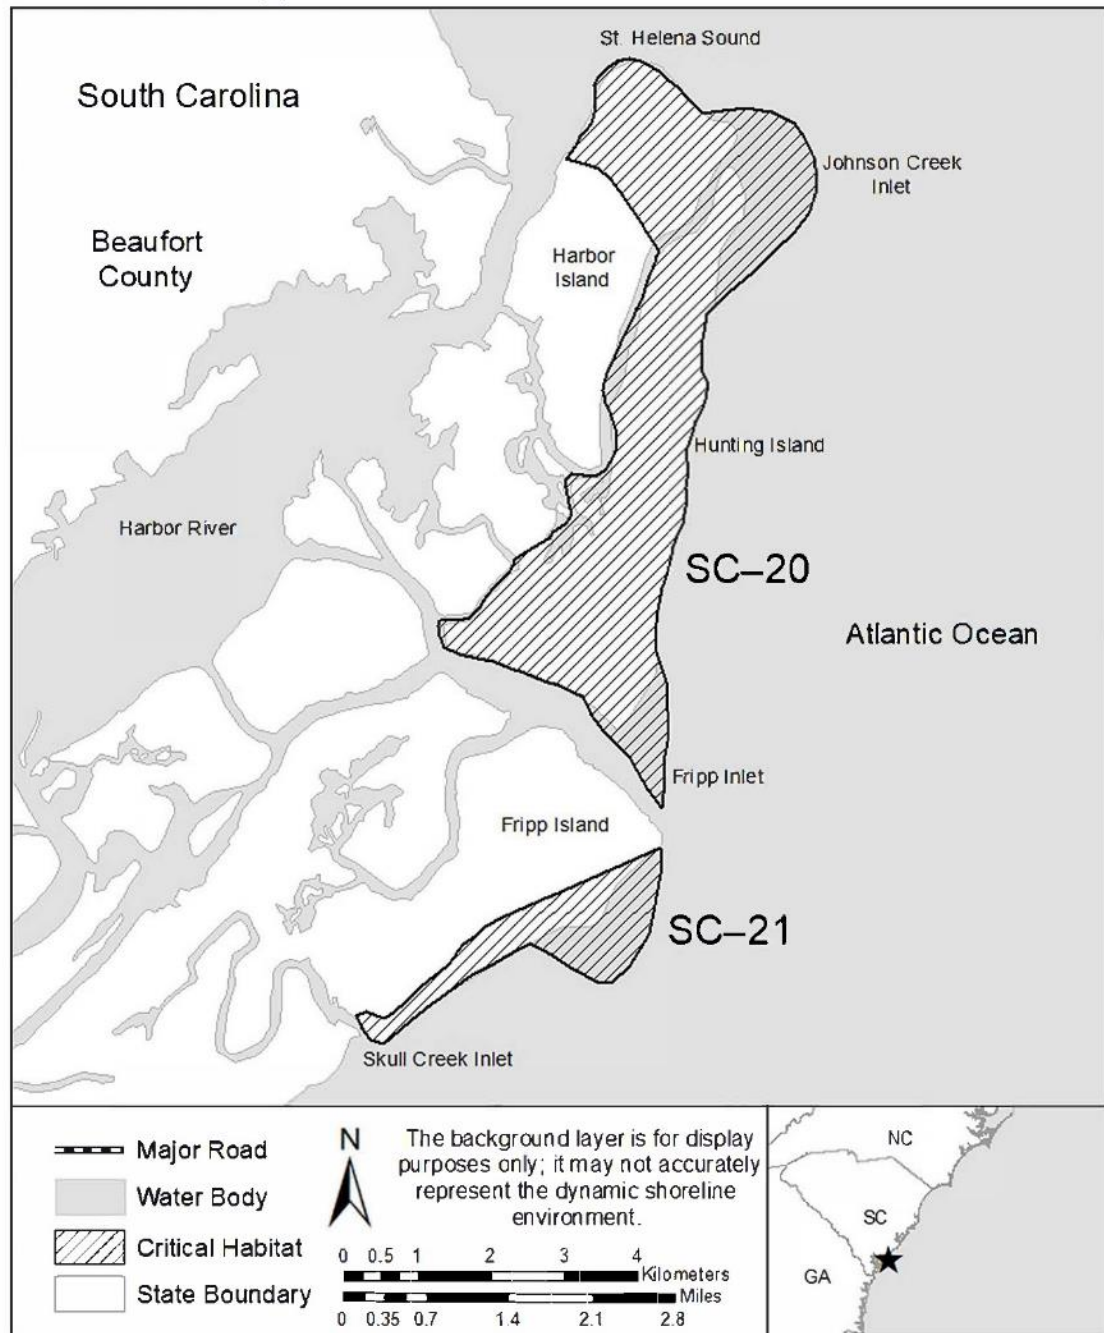 St. Helena Sound
South Carolina
Johnson Creek
Inlet
Beaufort
County
Harbor
Island
Hunting Island
Harbor River
SC–20
Atlantic Ocean
Fripp Inlet
Fripp Island
SC–21
Skull Creek Inlet
Major Road
Water Body
Critical Habitat
State Boundary
N
The background layer is for display
purposes only; it may not accurately
represent the dynamic shoreline
environment.
0 0.5 1 2 3 4
Kilometers
Miles
0 0.35 0.7 1.4 2.1 2.8
NC
SC
GA